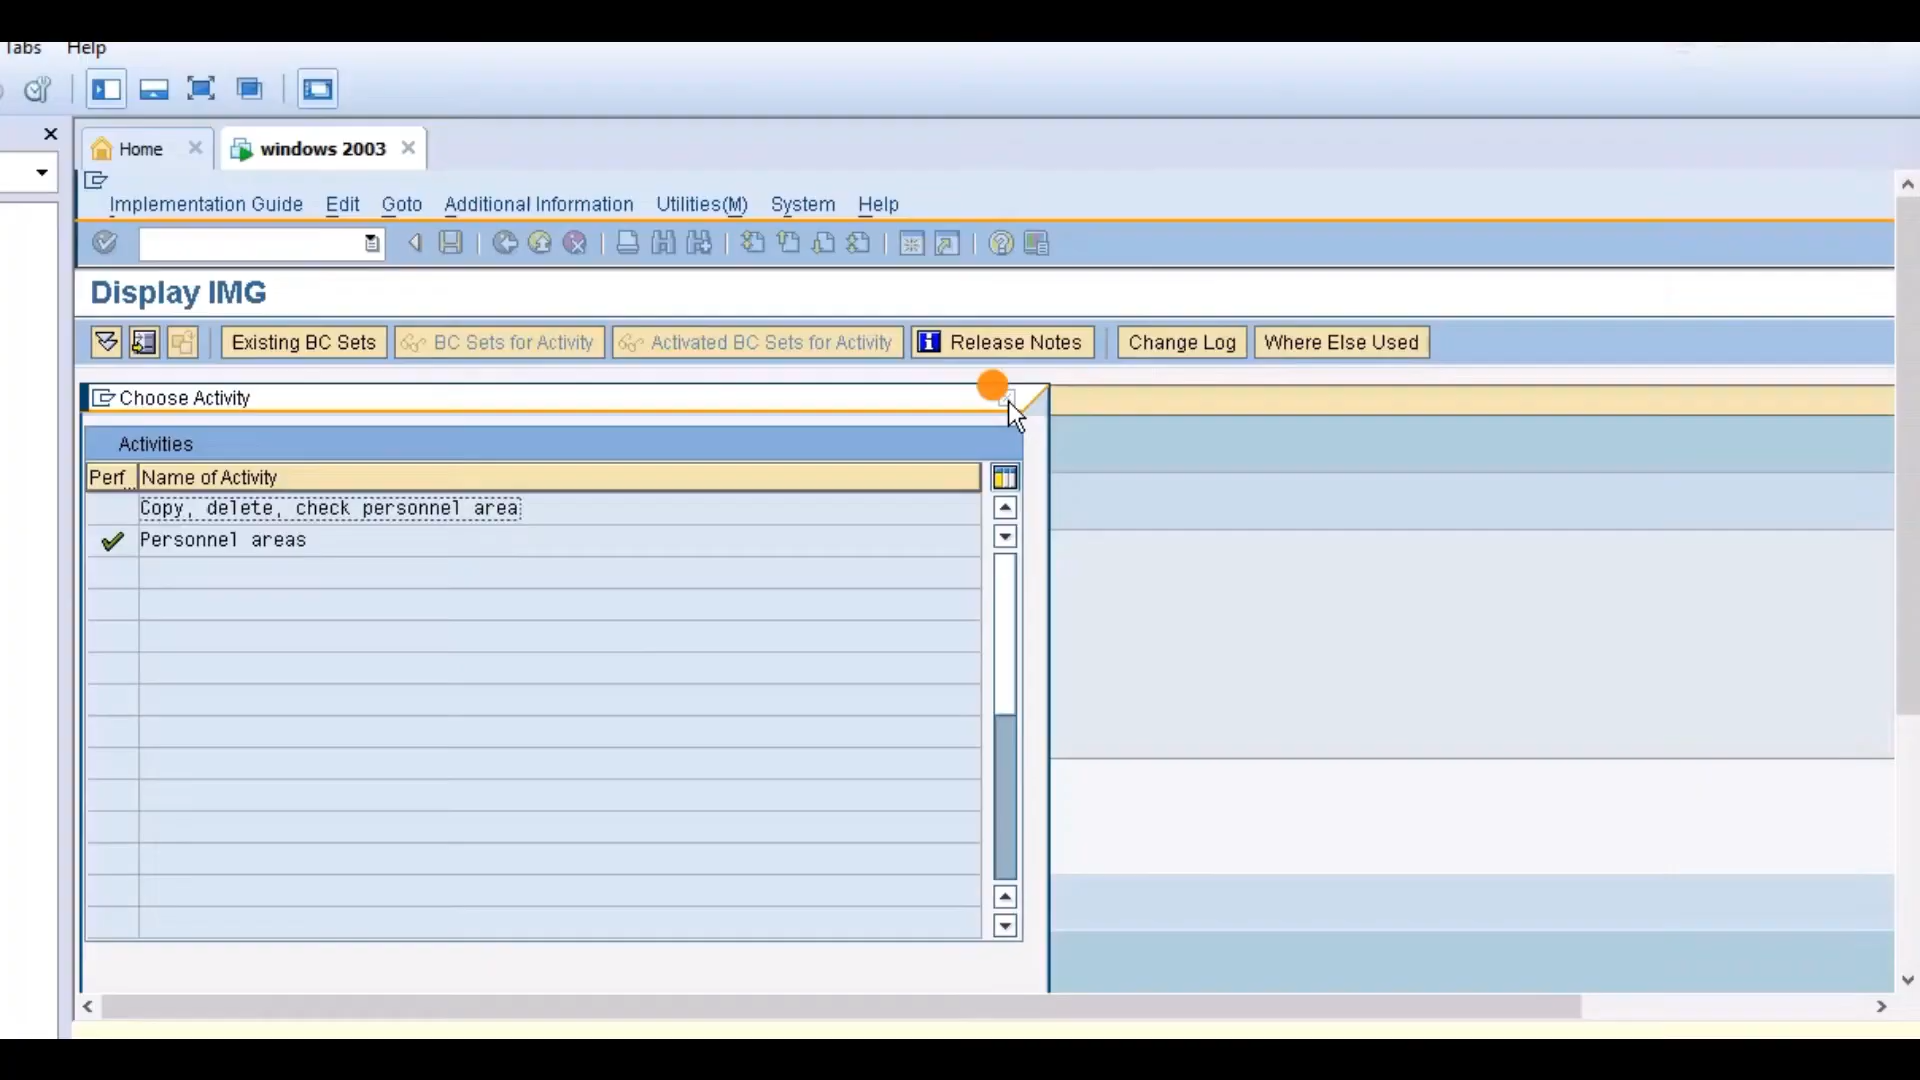 Tabs Help
Home windows 2003
Implementation Guide Edit Goto Additional Information Utilities(M) System Help
Display IMG
Existing BC Sets BC Sets for Activity Activated BC Sets for Activity Release Notes Change Log Where Else Used
Choose Activity
Activities
Perf... Name of Activity
Copy, delete, check personnel area
Personnel areas